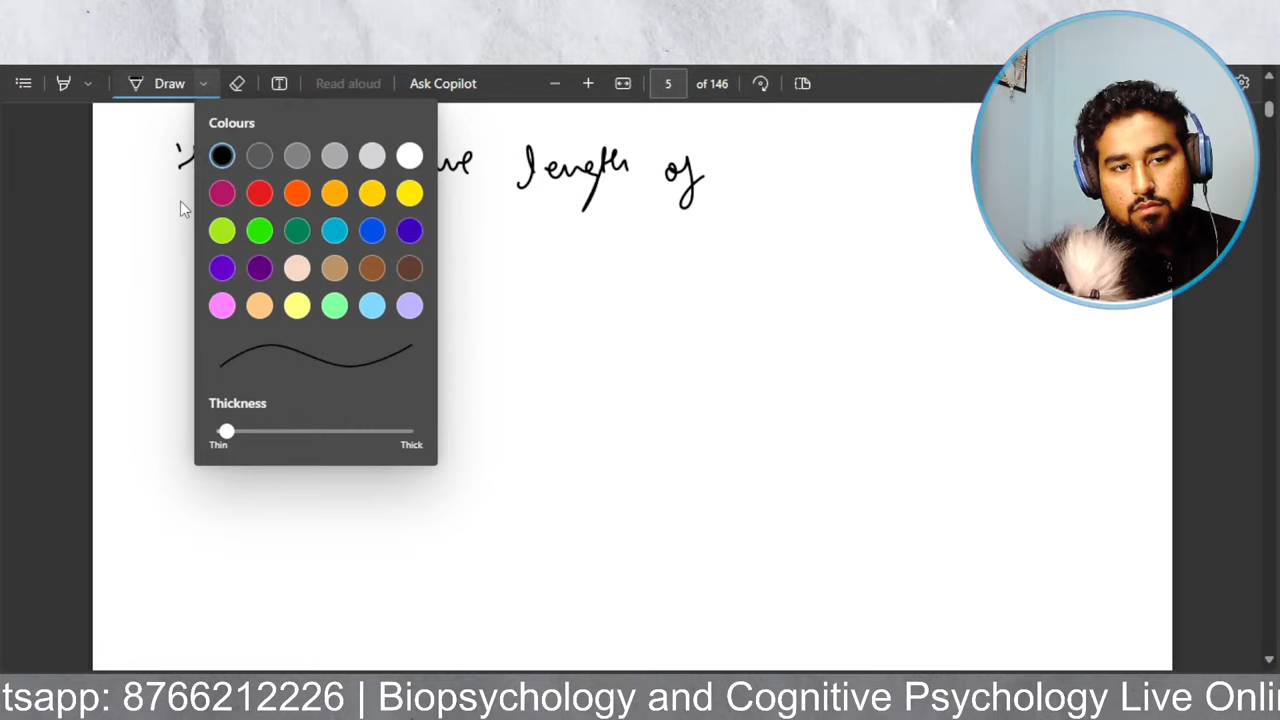 Draw Read aloud Ask Copilot 5 of 146
Colours
length of
Thickness
Thin Thick
tsapp: 8766212226 | Biopsychology and Cognitive Psychology Live Onli